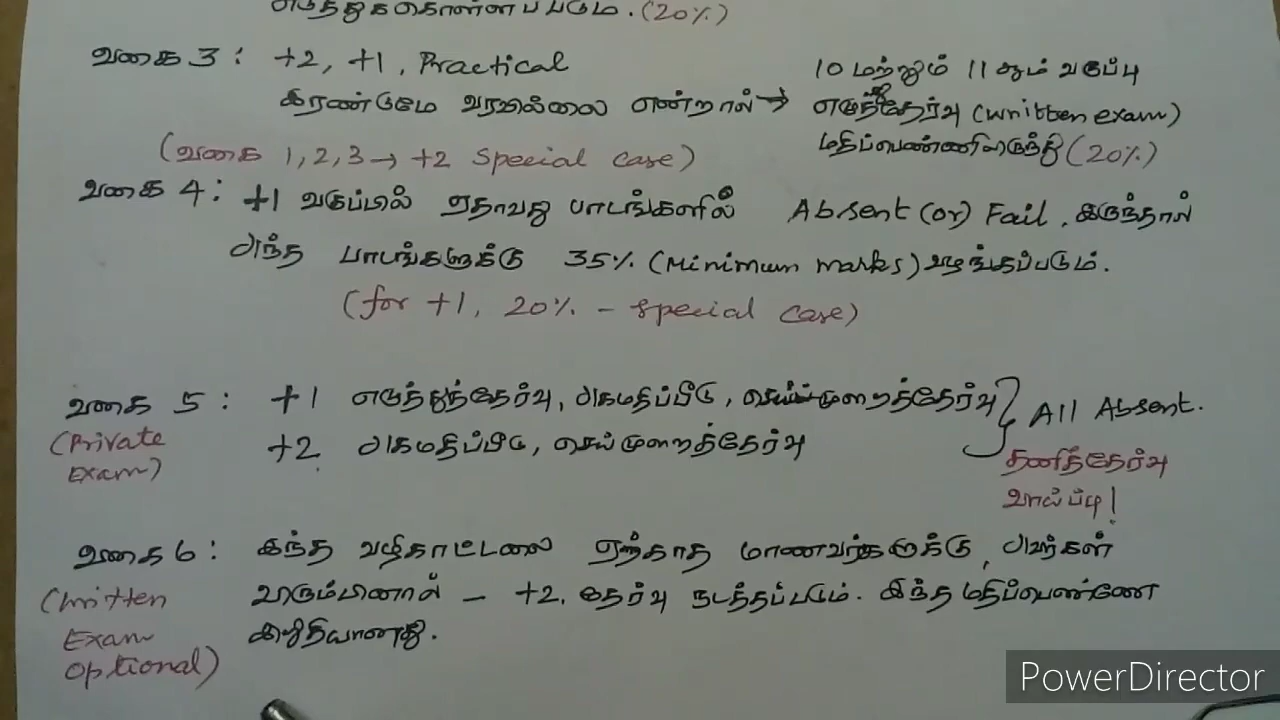 எடுத்துக்கொள்ளப்படும். (20%)
வகை 3 : +2, +1, Practical
இரண்டுமே வரவில்லை என்றால் →
10 மற்றும் 11 ஆம் வகுப்பு
எழுத்துத்தேர்வு (written exam)
மதிப்பெண்ணிலிருந்து (20%)
(வகை 1, 2, 3 → +2 Special Case)
வகை 4 : +1 வகுப்பில் ஏதாவது பாடங்களில் Absent (or) Fail, இருந்தால்
அந்த பாடங்களுக்கு 35% (Minimum marks) வழங்கப்படும்.
(for +1, 20% - special case)
வகை 5 : +1 எழுத்துத்தேர்வு, அகமதிப்பீடு, செய்முறைத்தேர்வு
(Private Exam)
+2. அகமதிப்பீடு, செய்முறைத்தேர்வு
All Absent.
தனித்தேர்வு
வாய்ப்பு!
வகை 6 : இந்த வழிகாட்டலை ஏற்காத மாணவர்களுக்கு, அவர்கள்
(Written
Exam
Optional)
விரும்பினால் - +2. தேர்வு நடத்தப்படும். இந்த மதிப்பெண்ணே
இறுதியானது.
PowerDirector